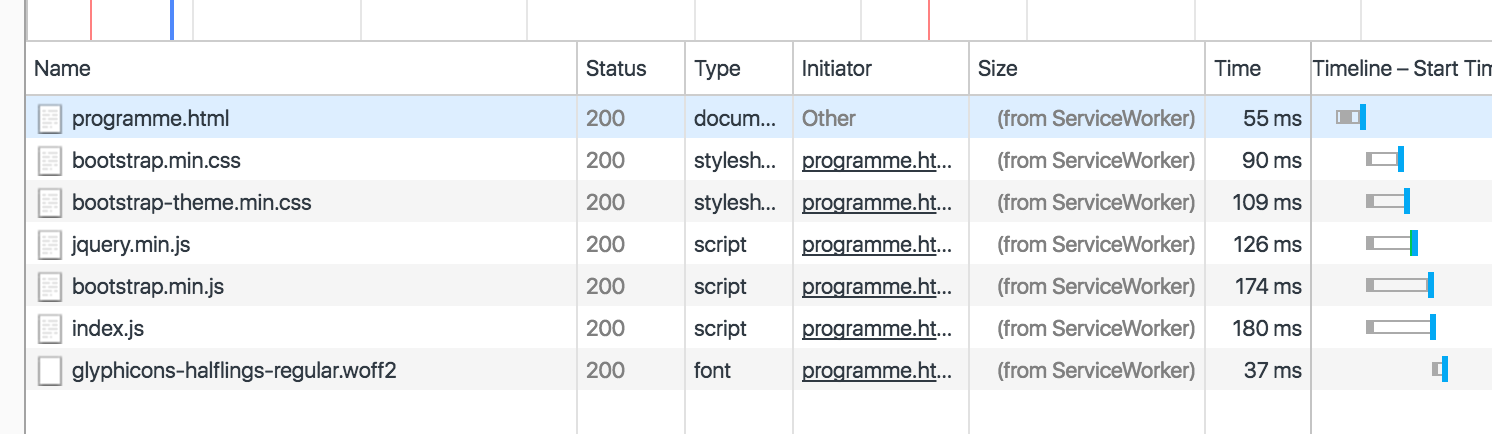 Name Status Type Initiator Size Time Timeline – Start Tim
programme.html 200 docum... Other (from ServiceWorker) 55 ms
bootstrap.min.css 200 stylesh... programme.ht... (from ServiceWorker) 90 ms
bootstrap-theme.min.css 200 stylesh... programme.ht... (from ServiceWorker) 109 ms
jquery.min.js 200 script programme.ht... (from ServiceWorker) 126 ms
bootstrap.min.js 200 script programme.ht... (from ServiceWorker) 174 ms
index.js 200 script programme.ht... (from ServiceWorker) 180 ms
glyphicons-halflings-regular.woff2 200 font programme.ht... (from ServiceWorker) 37 ms